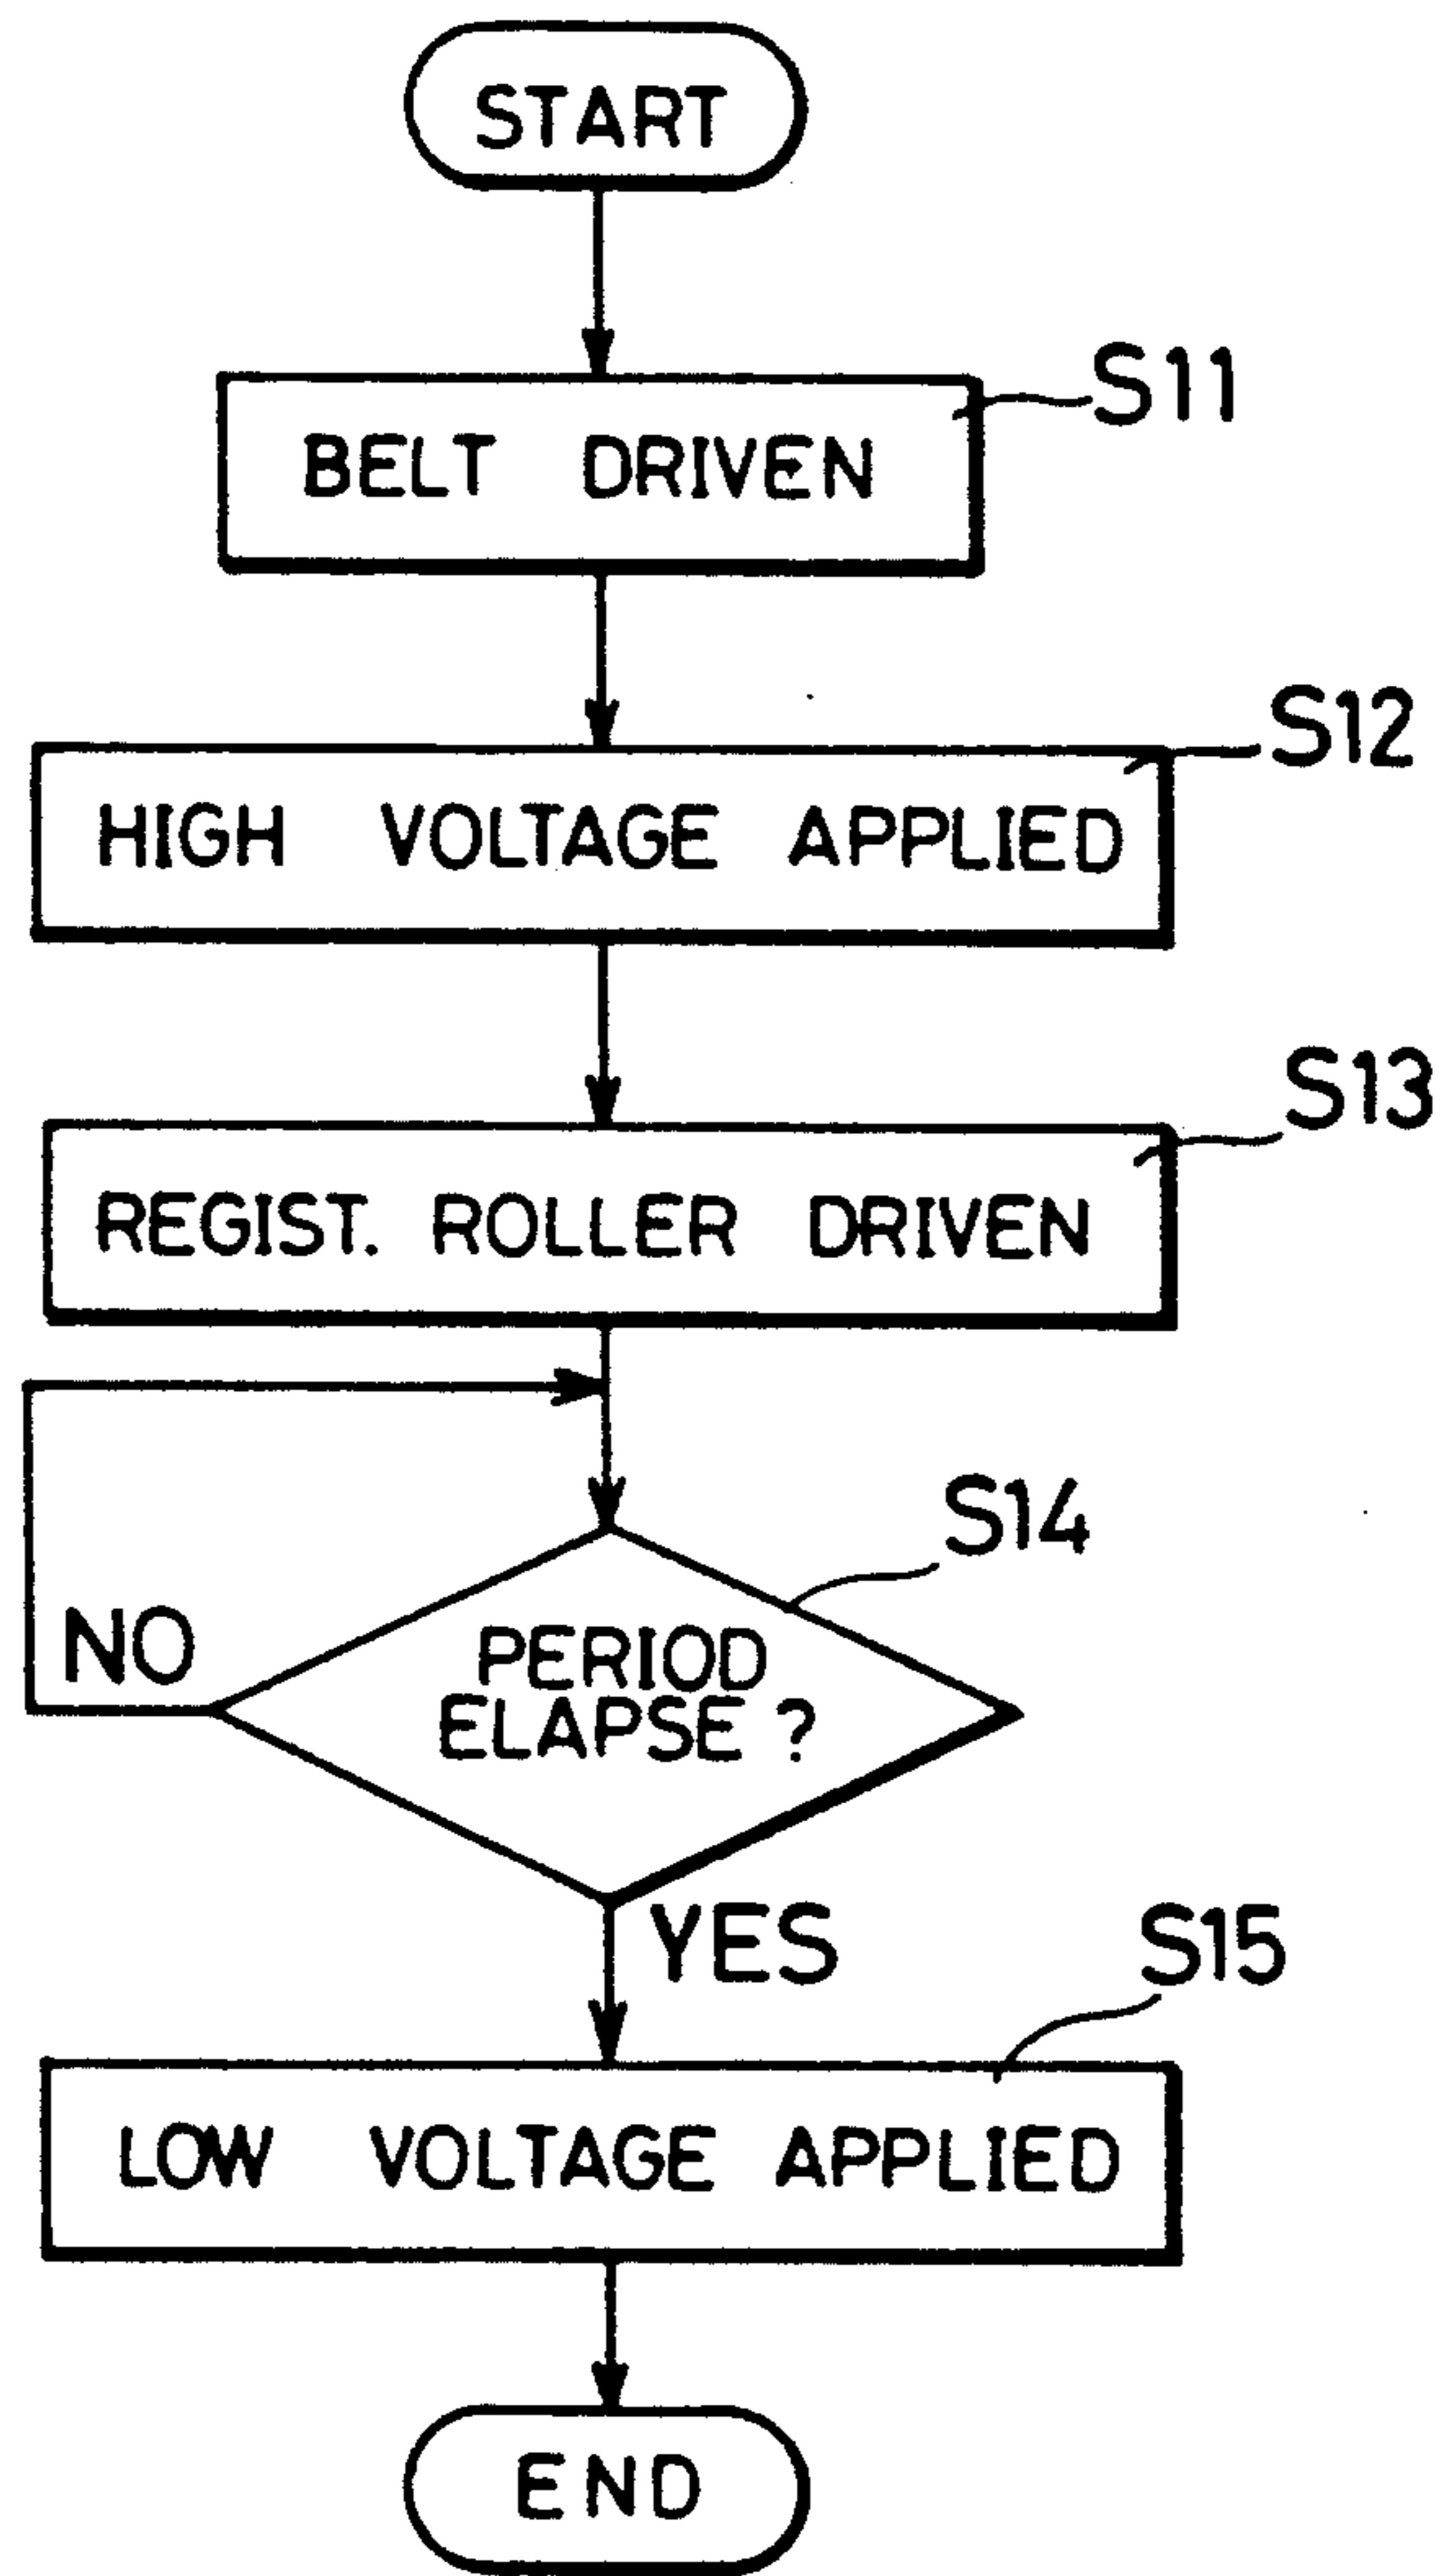 START
S11
BELT DRIVEN
S12
HIGH VOLTAGE APPLIED
S13
REGIST. ROLLER DRIVEN
S14
NO
PERIOD
ELAPSE ?
YES
S15
LOW VOLTAGE APPLIED
END